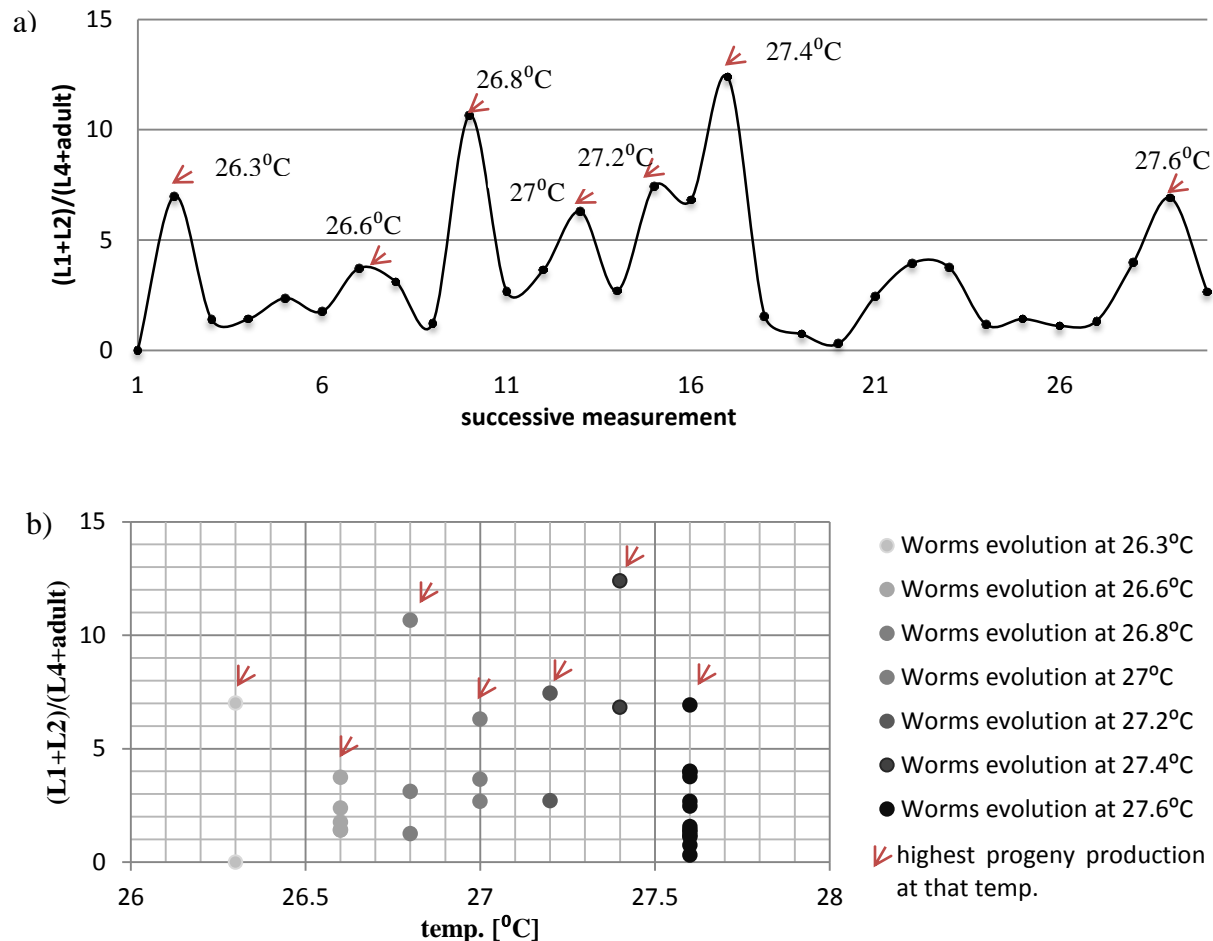 a)
15
10
5
0
(L1+L2)/(L4+adult)
26.3⁰C
26.6⁰C
26.8⁰C
27⁰C
27.2⁰C
27.4⁰C
27.6⁰C
1 6 11 16 21 26
successive measurement
b)
15
10
5
0
(L1+L2)/(L4+adult)
26 26.5 27 27.5 28
temp. [⁰C]
Worms evolution at 26.3⁰C
Worms evolution at 26.6⁰C
Worms evolution at 26.8⁰C
Worms evolution at 27⁰C
Worms evolution at 27.2⁰C
Worms evolution at 27.4⁰C
Worms evolution at 27.6⁰C
highest progeny production
at that temp.